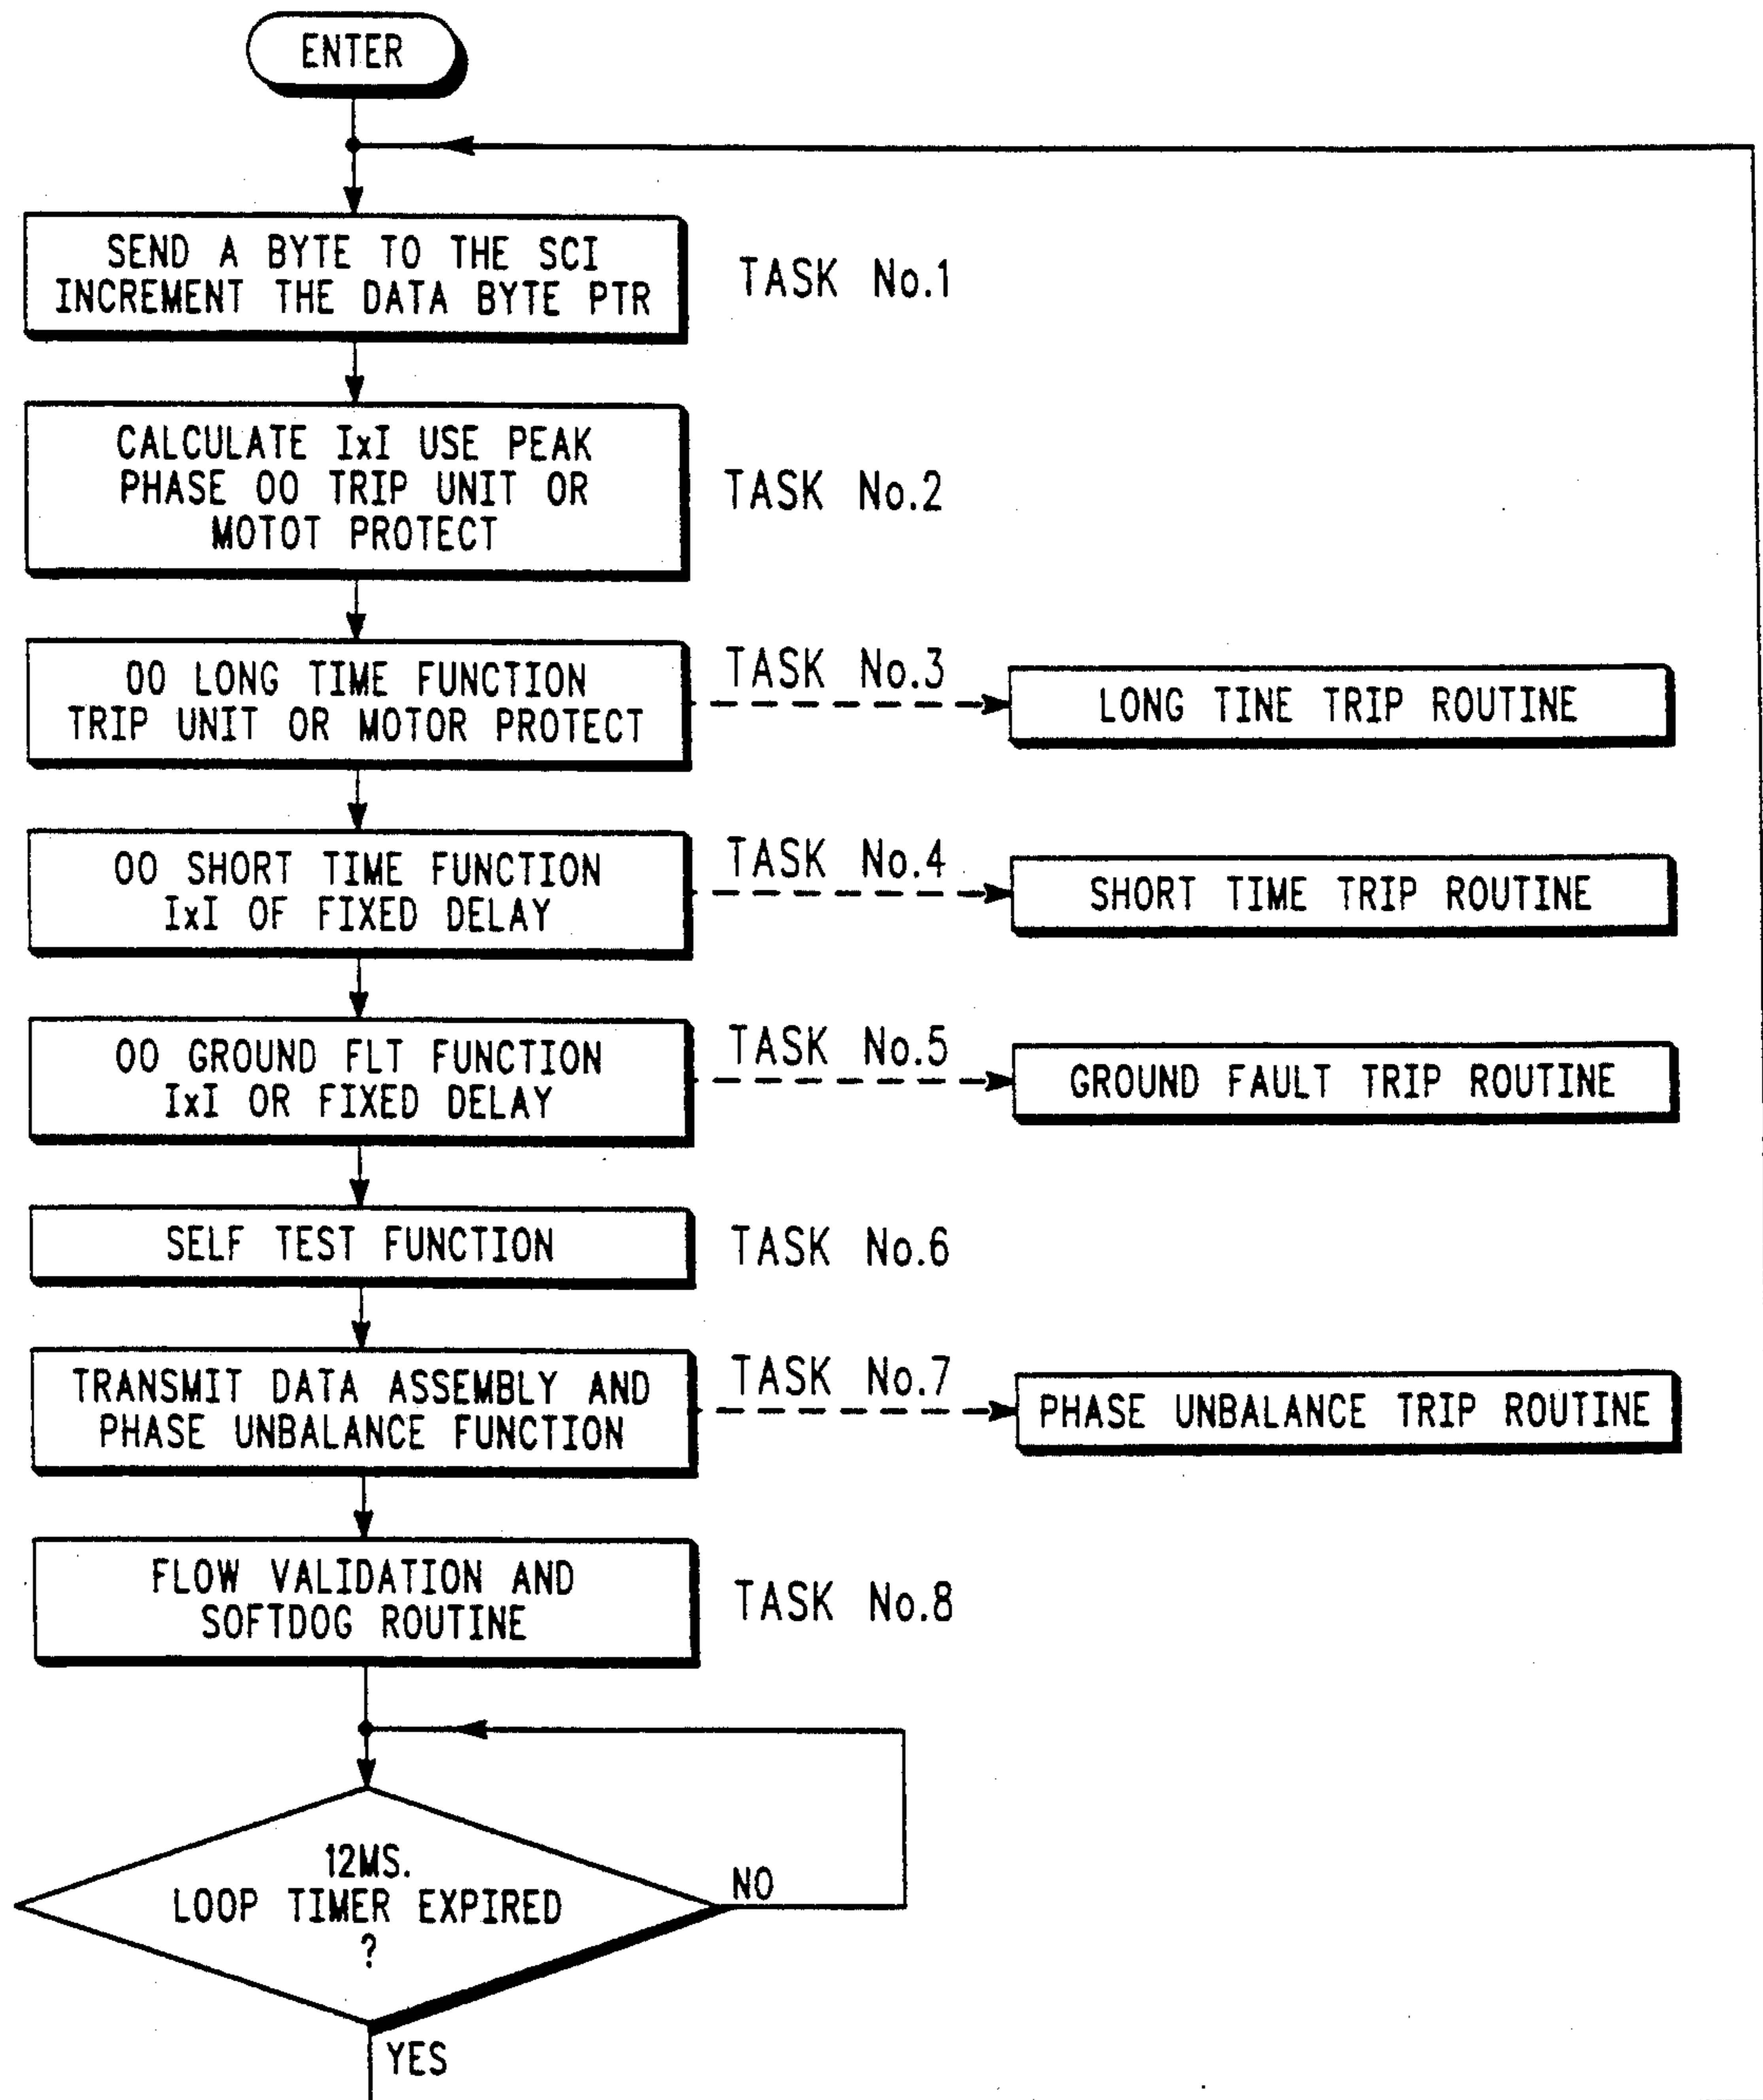 ENTER
SEND A BYTE TO THE SCI
INCREMENT THE DATA BYTE PTR
TASK No.1
CALCULATE IxI USE PEAK
PHASE OO TRIP UNIT OR
MOTOT PROTECT
TASK No.2
OO LONG TIME FUNCTION
TRIP UNIT OR MOTOR PROTECT
TASK No.3
LONG TINE TRIP ROUTINE
OO SHORT TIME FUNCTION
IxI OF FIXED DELAY
TASK No.4
SHORT TIME TRIP ROUTINE
OO GROUND FLT FUNCTION
IxI OR FIXED DELAY
TASK No.5
GROUND FAULT TRIP ROUTINE
SELF TEST FUNCTION
TASK No.6
TRANSMIT DATA ASSEMBLY AND
PHASE UNBALANCE FUNCTION
TASK No.7
PHASE UNBALANCE TRIP ROUTINE
FLOW VALIDATION AND
SOFTDOG ROUTINE
TASK No.8
12MS.
LOOP TIMER EXPIRED
?
NO
YES